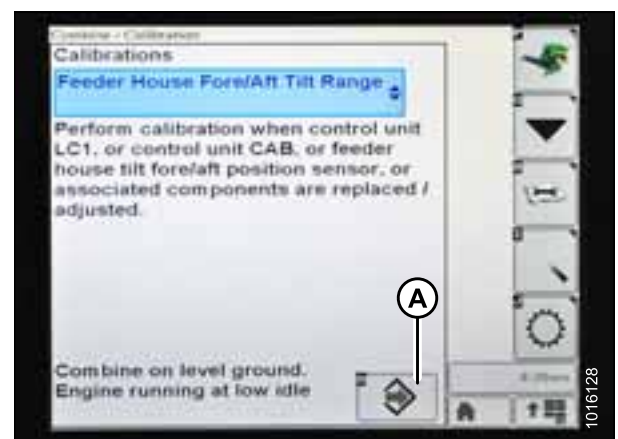 Combine - Calibration
Calibrations
Feeder House Fore/Aft Tilt Range
Perform calibration when control unit
LC1, or control unit CAB, or feeder
house tilt fore/aft position sensor, or
associated components are replaced /
adjusted.
A
Combine on level ground.
Engine running at low idle
1016128